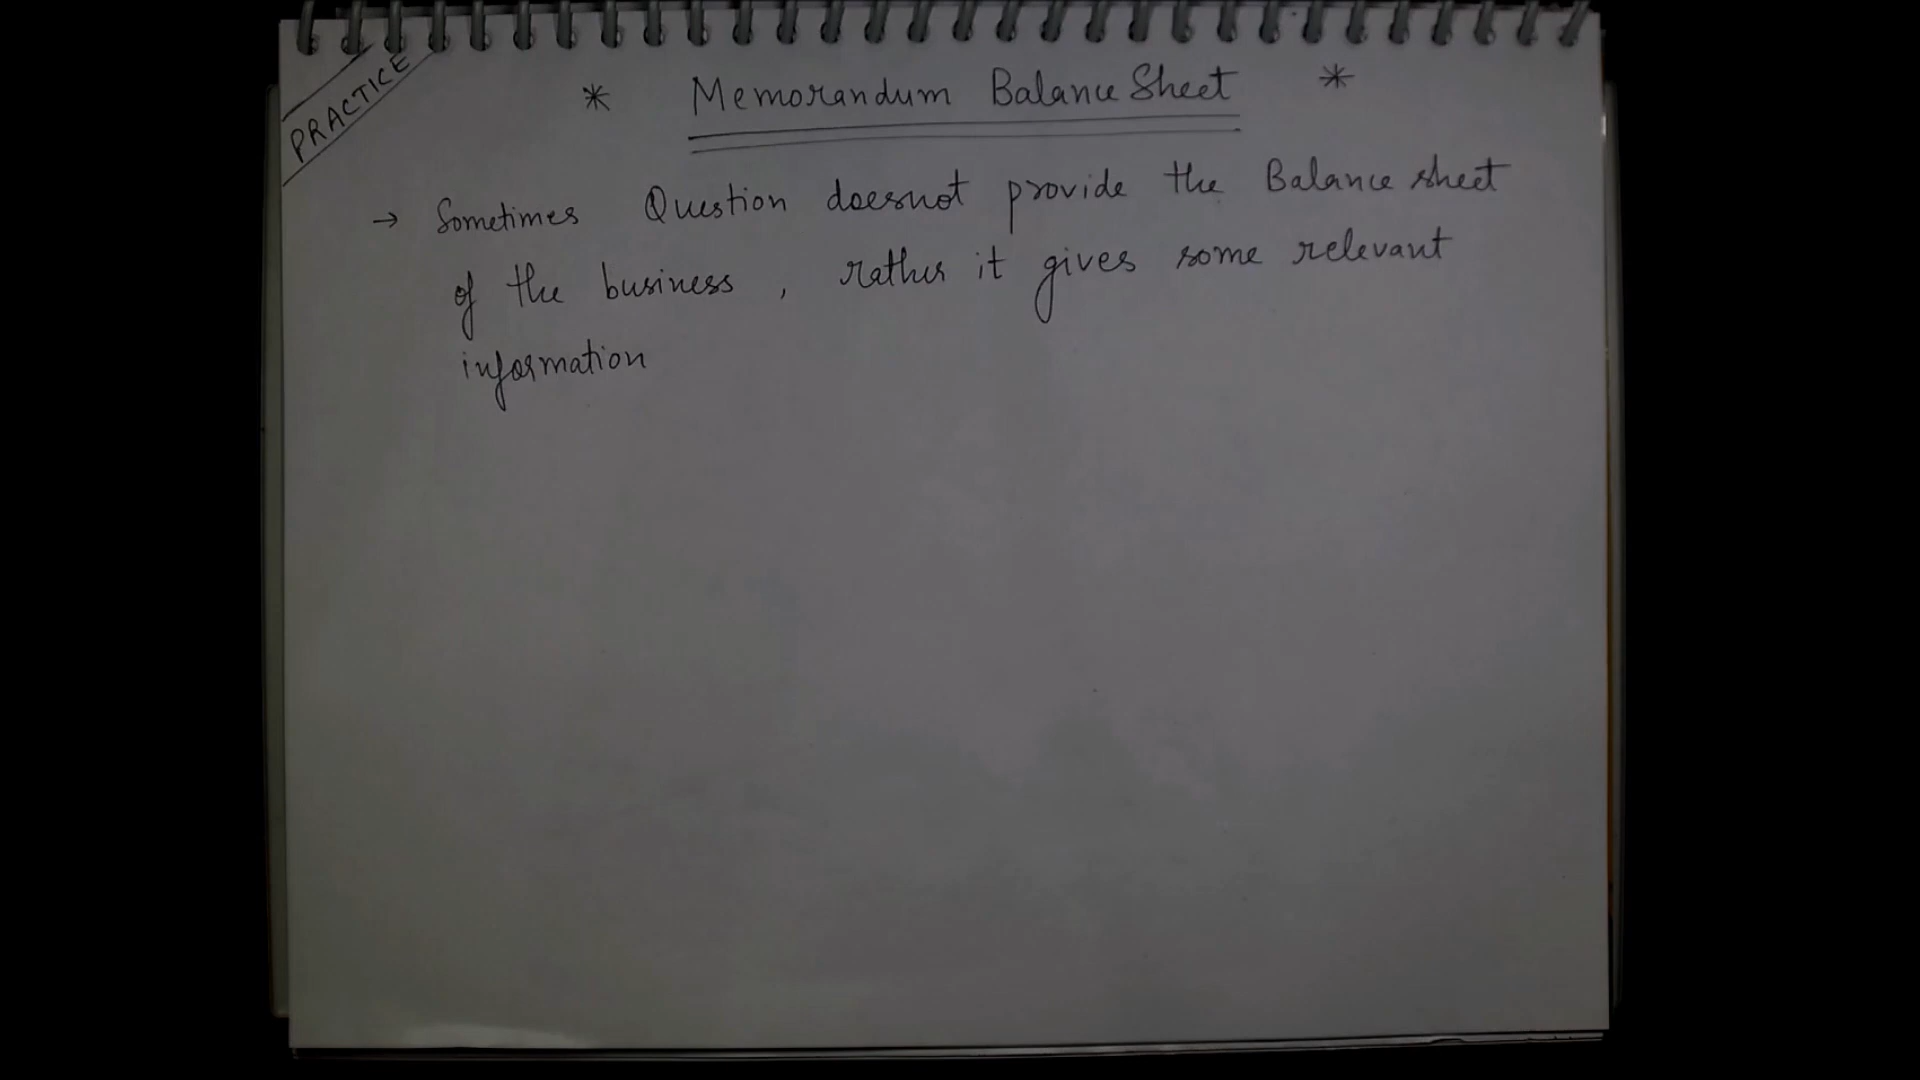 PRACTICE
* Memorandum Balance Sheet *
→ Sometimes Question doesnot provide the Balance sheet
of the business , rather it gives some relevant
information